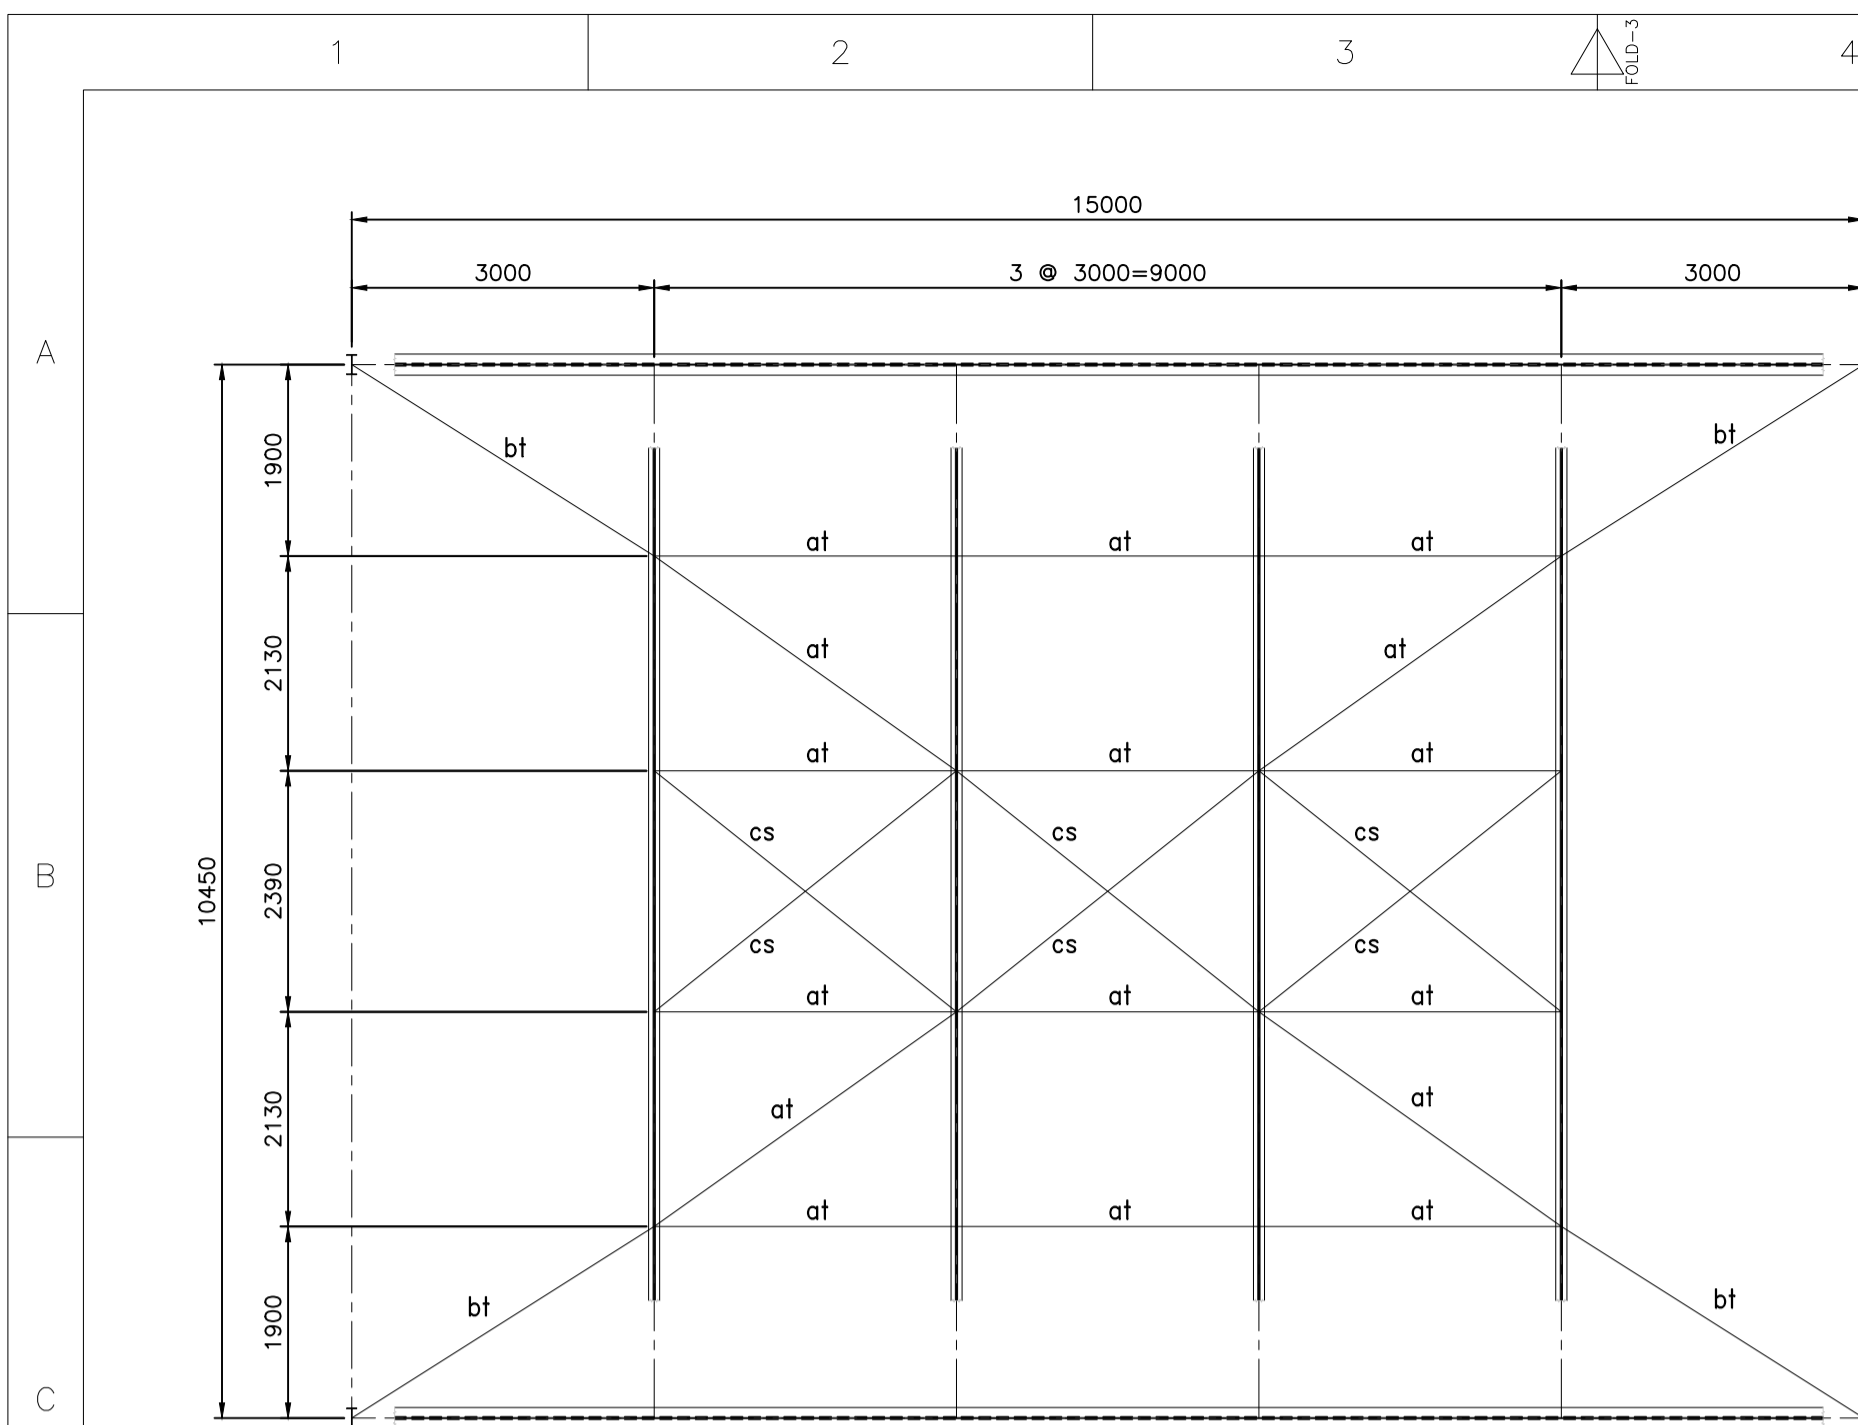 1 2 3 FOLD-3 4
15000
3000 3 @ 3000=9000 3000
A
1900 bt bt
at at at
2130 at at
at at at
B 10450 2390 cs cs cs
cs cs cs
at at at
2130 at at
at at at
1900 bt bt
C